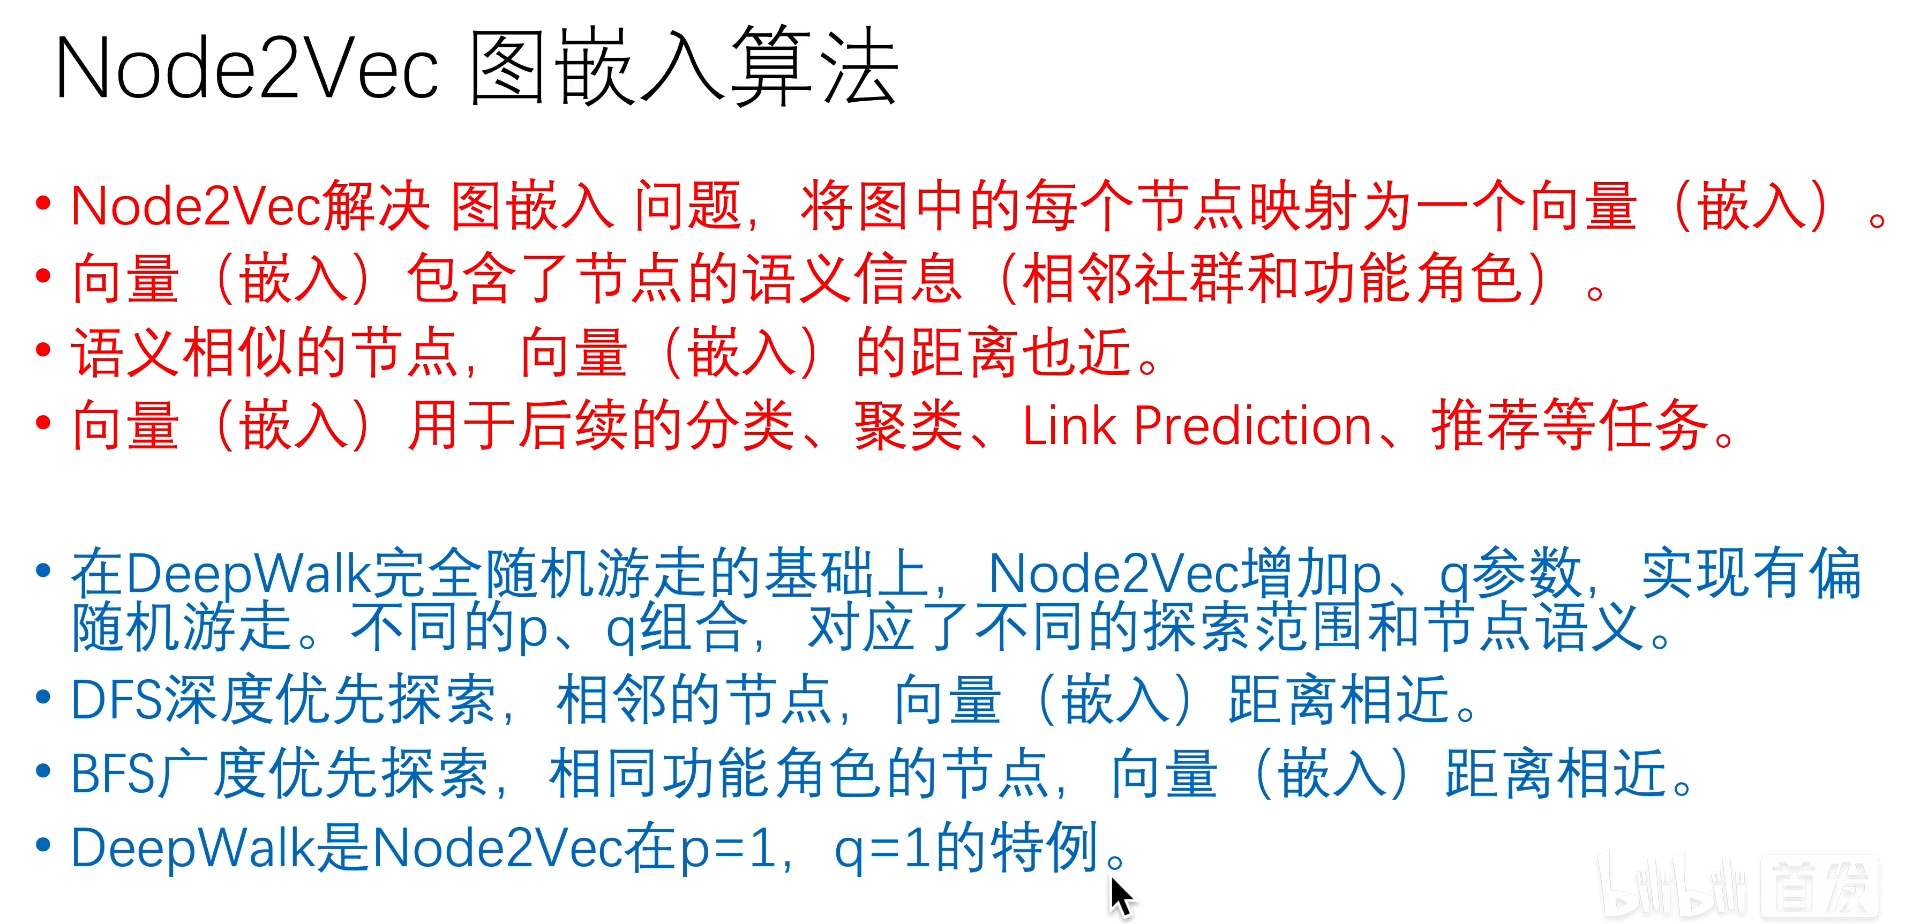 Node2Vec 图嵌入算法
• Node2Vec解决 图嵌入 问题，将图中的每个节点映射为一个向量（嵌入）。
• 向量（嵌入）包含了节点的语义信息（相邻社群和功能角色）。
• 语义相似的节点，向量（嵌入）的距离也近。
• 向量（嵌入）用于后续的分类、聚类、Link Prediction、推荐等任务。
• 在DeepWalk完全随机游走的基础上，Node2Vec增加p、q参数，实现有偏
随机游走。不同的p、q组合，对应了不同的探索范围和节点语义。
• DFS深度优先探索，相邻的节点，向量（嵌入）距离相近。
• BFS广度优先探索，相同功能角色的节点，向量（嵌入）距离相近。
• DeepWalk是Node2Vec在p=1，q=1的特例。
bilibili 首发